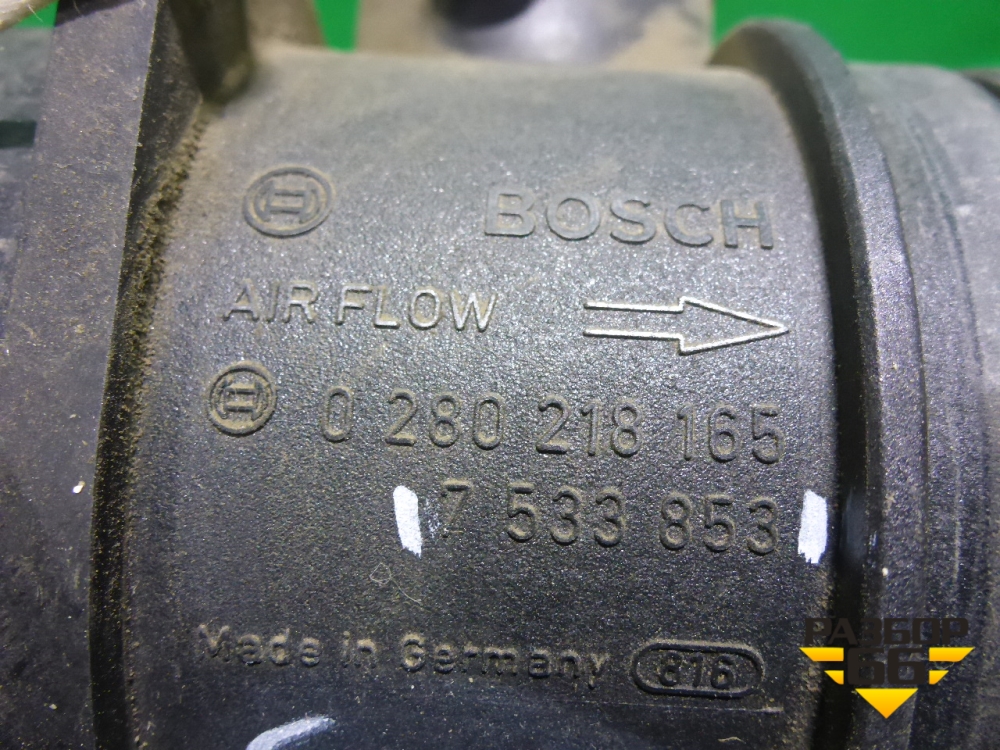 BOSCH
AIR FLOW
0 280 218 165
7 533 853
Made in Germany 816
РАЗБОР
66